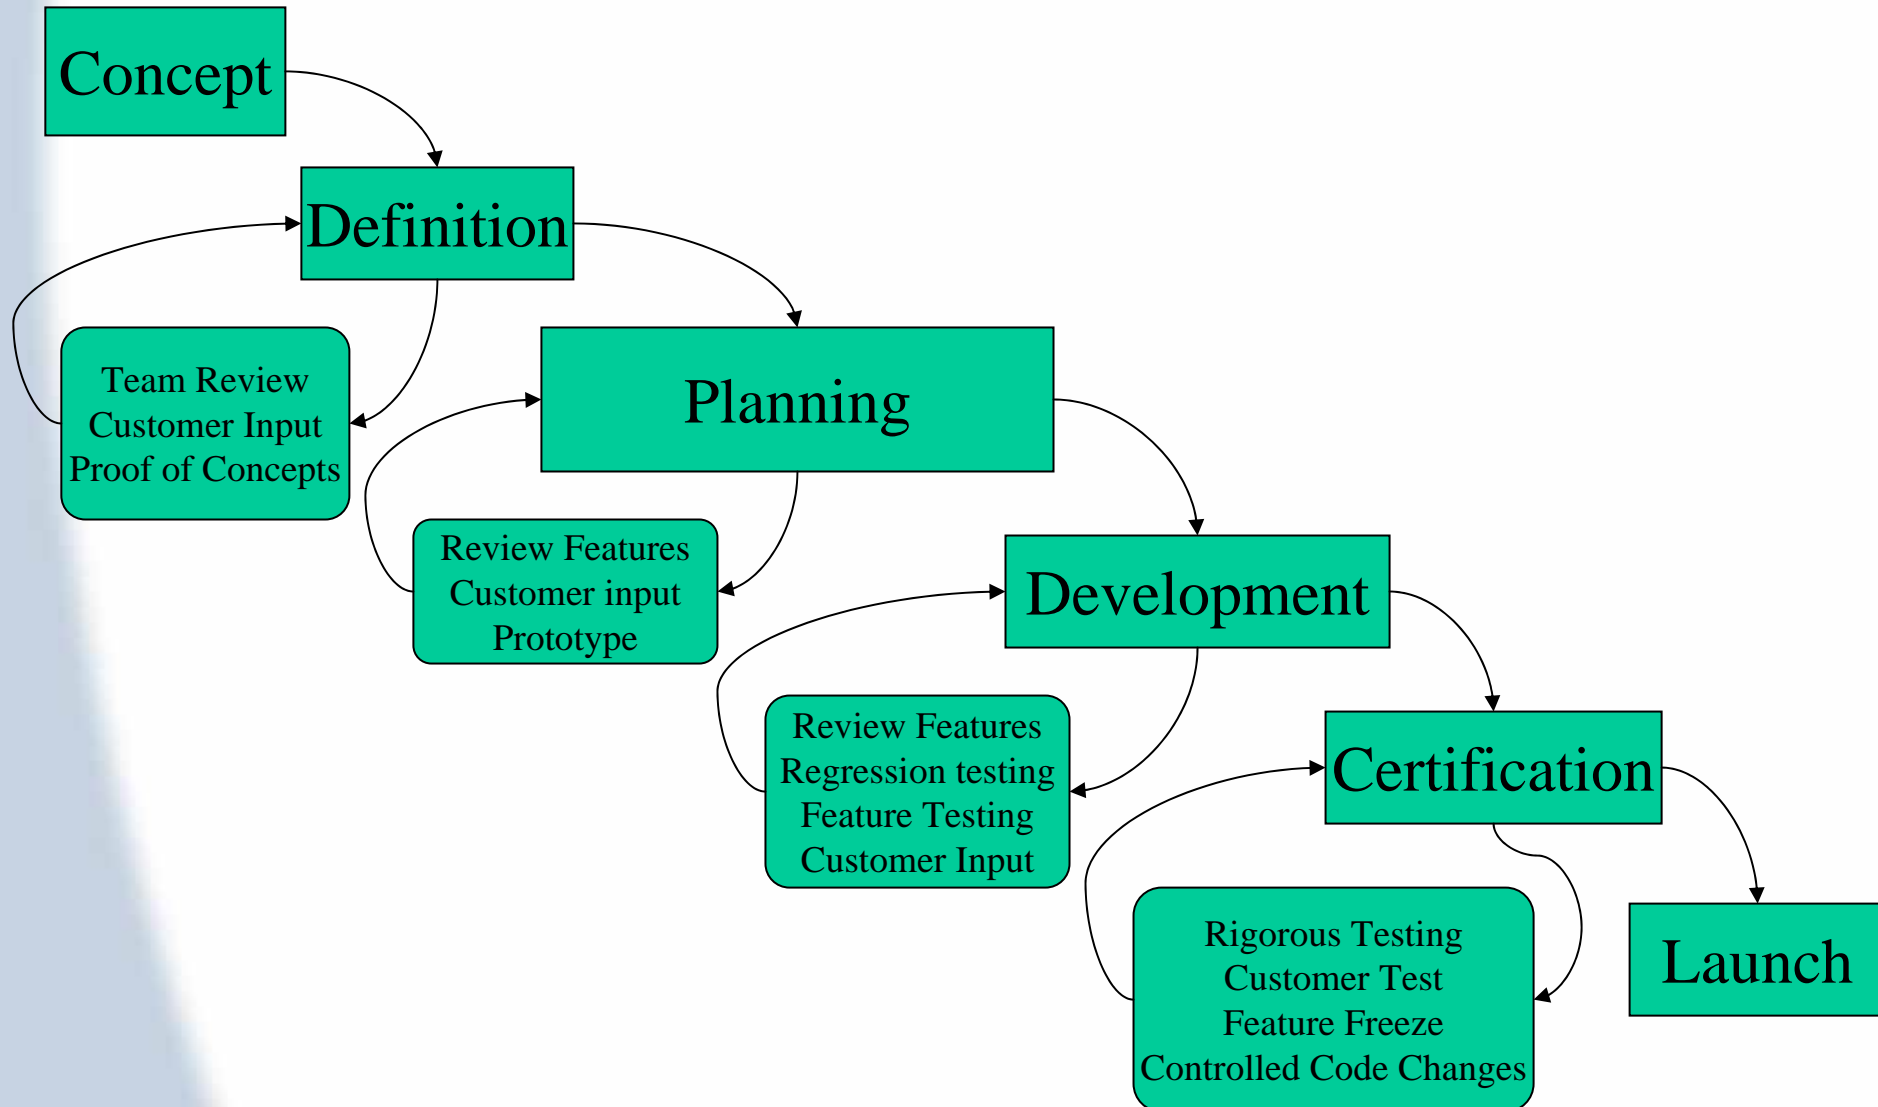 Concept
Definition
Team Review
Customer Input
Proof of Concepts
Planning
Review Features
Customer input
Prototype
Development
Review Features
Regression testing
Feature Testing
Customer Input
Certification
Rigorous Testing
Customer Test
Feature Freeze
Controlled Code Changes
Launch